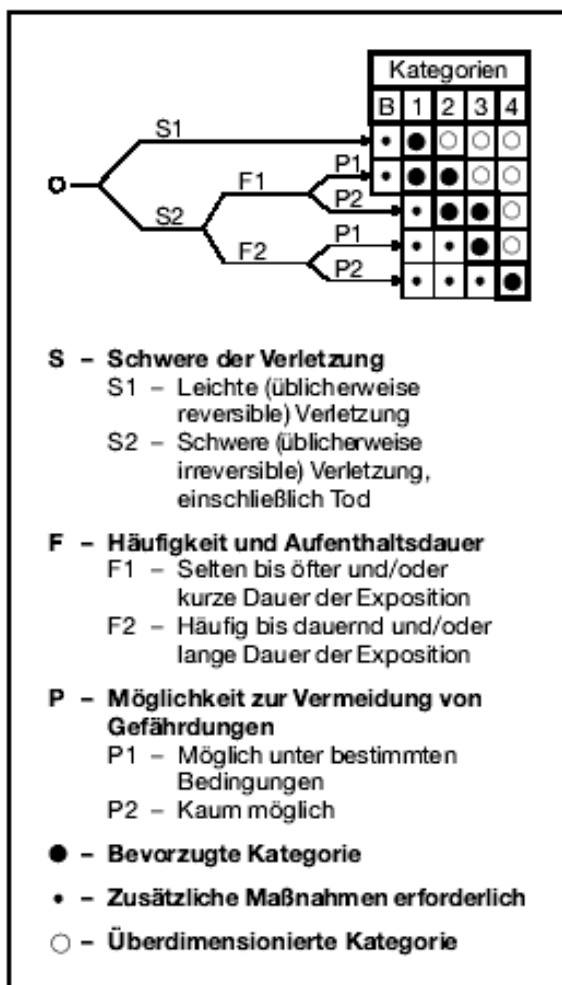 Kategorien
B 1 2 3 4
S1
P1
F1
P2
S2
P1
F2
P2
S – Schwere der Verletzung
S1 – Leichte (üblicherweise
reversible) Verletzung
S2 – Schwere (üblicherweise
irreversible) Verletzung,
einschließlich Tod
F – Häufigkeit und Aufenthaltsdauer
F1 – Selten bis öfter und/oder
kurze Dauer der Exposition
F2 – Häufig bis dauernd und/oder
lange Dauer der Exposition
P – Möglichkeit zur Vermeidung von
Gefährdungen
P1 – Möglich unter bestimmten
Bedingungen
P2 – Kaum möglich
● – Bevorzugte Kategorie
• – Zusätzliche Maßnahmen erforderlich
○ – Überdimensionierte Kategorie